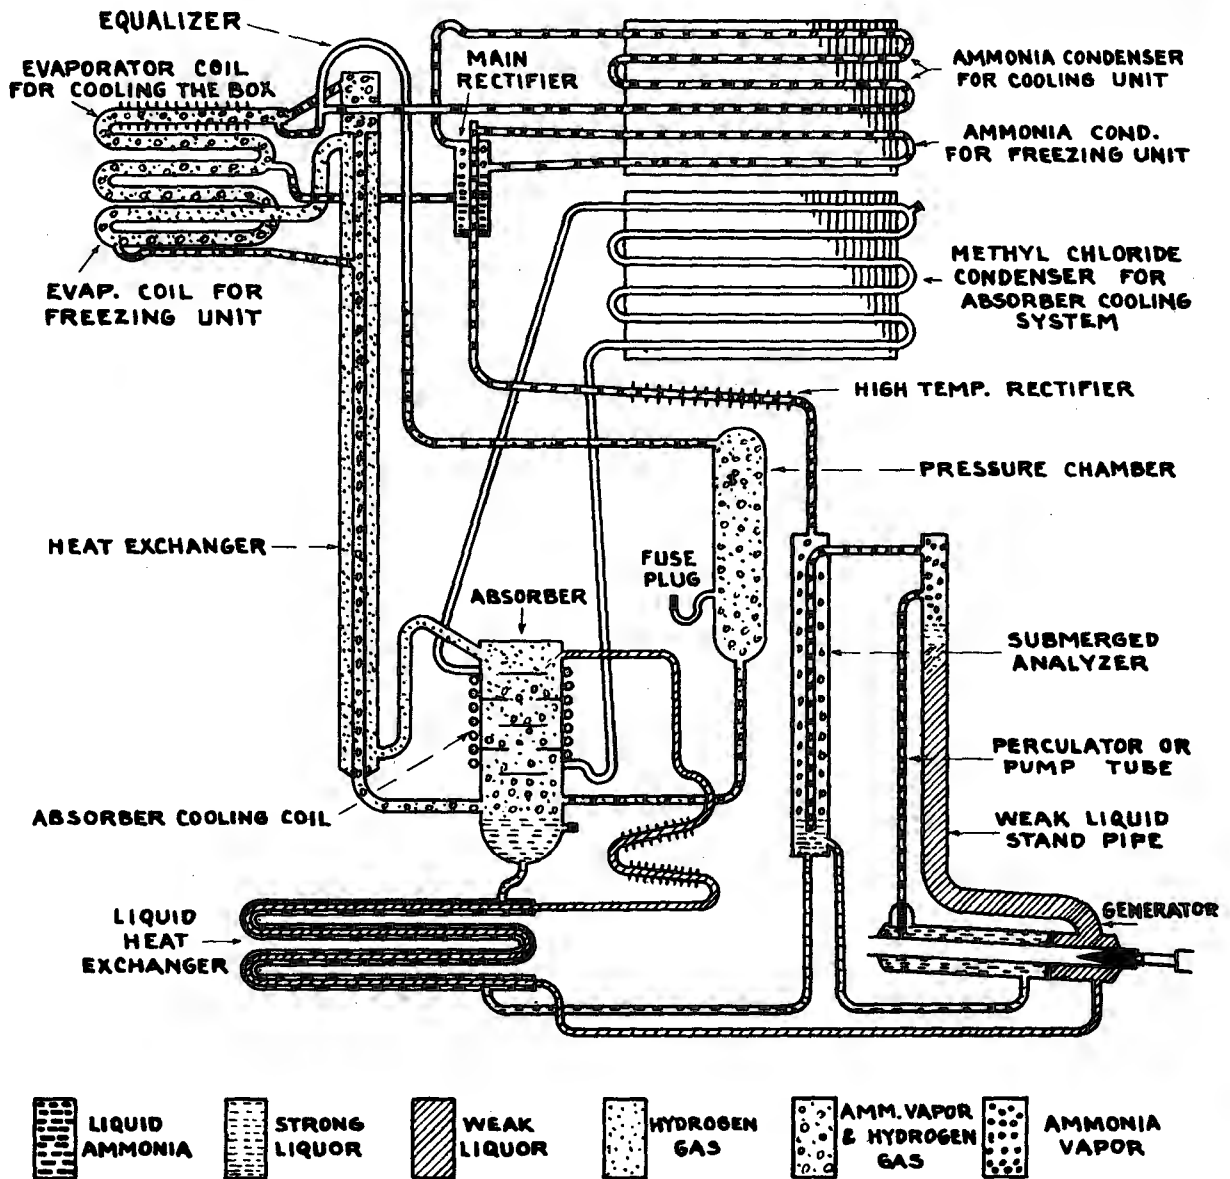 EQUALIZER
EVAPORATOR COIL
FOR COOLING THE BOX
MAIN
RECTIFIER
AMMONIA CONDENSER
FOR COOLING UNIT
AMMONIA COND.
FOR FREEZING UNIT
EVAP. COIL FOR
FREEZING UNIT
METHYL CHLORIDE
CONDENSER FOR
ABSORBER COOLING
SYSTEM
HIGH TEMP. RECTIFIER
PRESSURE CHAMBER
HEAT EXCHANGER
FUSE
PLUG
ABSORBER
SUBMERGED
ANALYZER
PERCULATOR OR
PUMP TUBE
ABSORBER COOLING COIL
WEAK LIQUID
STAND PIPE
GENERATOR
LIQUID
HEAT
EXCHANGER
LIQUID
AMMONIA
STRONG
LIQUOR
WEAK
LIQUOR
HYDROGEN
GAS
AMM. VAPOR
& HYDROGEN
GAS
AMMONIA
VAPOR